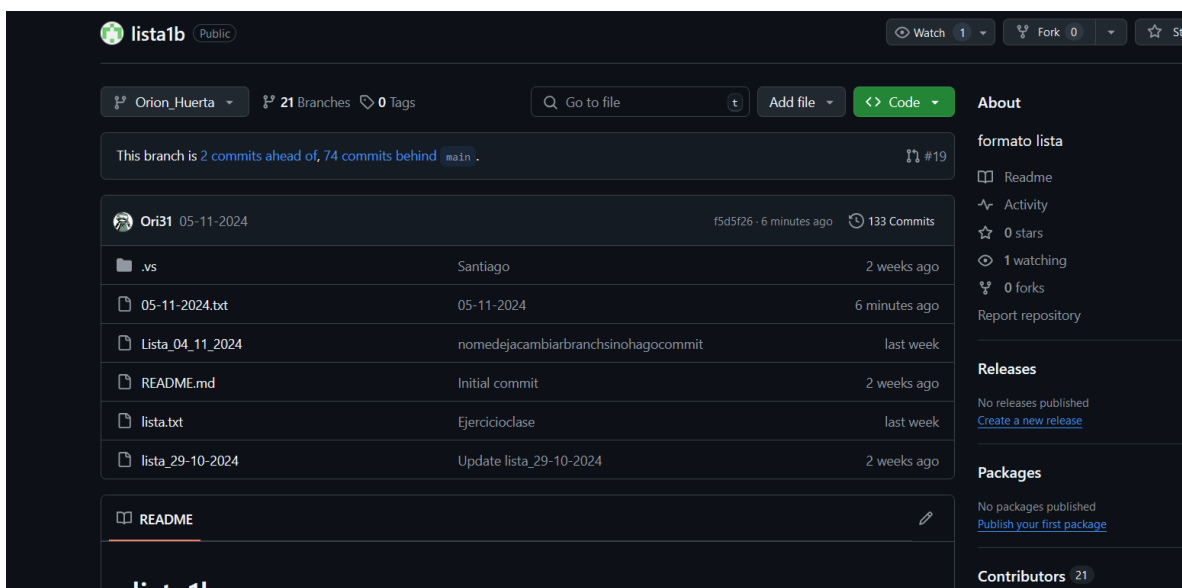 lista1b Public Watch 1 Fork 0
Orion_Huerta 21 Branches 0 Tags Go to file t Add file Code
This branch is 2 commits ahead of, 74 commits behind main . #19
Ori31 05-11-2024 f5d5f26 · 6 minutes ago 133 Commits
.vs Santiago 2 weeks ago
05-11-2024.txt 05-11-2024 6 minutes ago
Lista_04_11_2024 nomedejacambiarbranchsinohagocommit last week
README.md Initial commit 2 weeks ago
lista.txt Ejercicioclase last week
lista_29-10-2024 Update lista_29-10-2024 2 weeks ago
README
About
formato lista
Readme
Activity
0 stars
1 watching
0 forks
Report repository
Releases
No releases published
Create a new release
Packages
No packages published
Publish your first package
Contributors 21